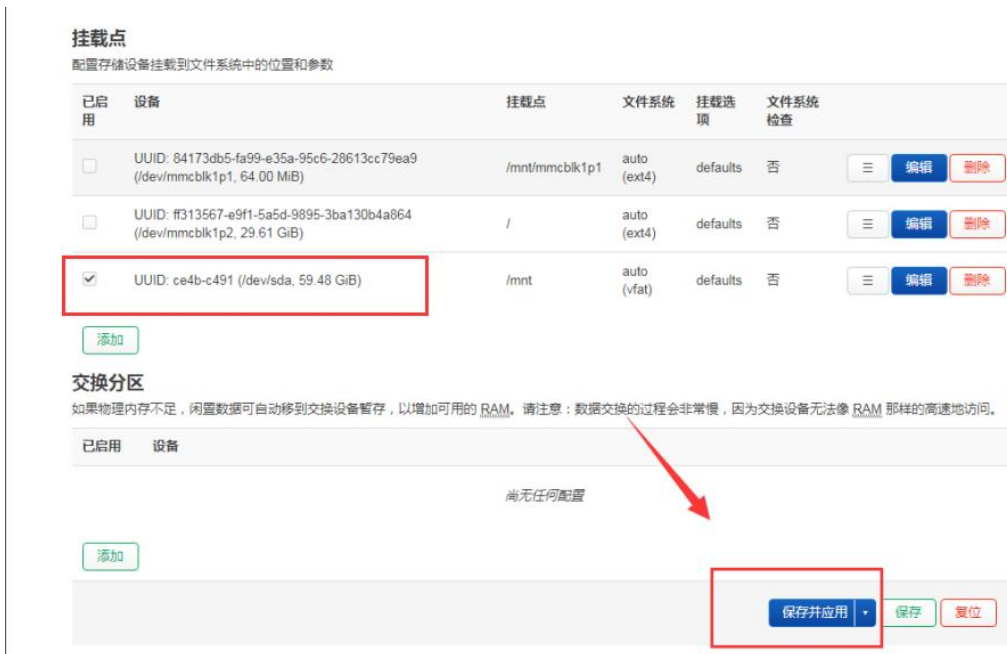 挂载点
配置存储设备挂载到文件系统中的位置和参数
已启用 设备 挂载点 文件系统 挂载选项 文件系统检查
UUID: 84173db5-fa99-e35a-95c6-28613cc79ea9
(/dev/mmcblk1p1, 64.00 MiB) /mnt/mmcblk1p1 auto (ext4) defaults 否 ☰ 编辑 删除
UUID: ff313567-e9f1-5a5d-9895-3ba130b4a864
(/dev/mmcblk1p2, 29.61 GiB) / auto (ext4) defaults 否 ☰ 编辑 删除
UUID: ce4b-c491 (/dev/sda, 59.48 GiB) /mnt auto (vfat) defaults 否 ☰ 编辑 删除
添加
交换分区
如果物理内存不足，闲置数据可自动移到交换设备暂存，以增加可用的 RAM。请注意：数据交换的过程会非常慢，因为交换设备无法像 RAM 那样的高速地访问。
已启用 设备
尚无任何配置
添加
保存并应用 保存 复位